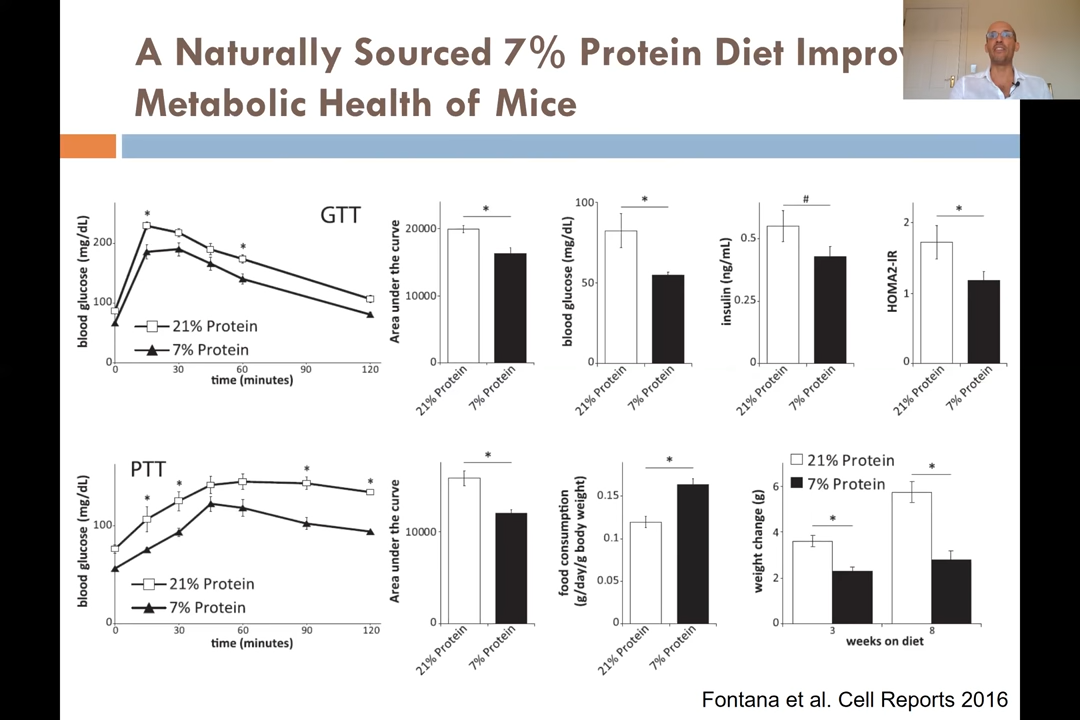 A Naturally Sourced 7% Protein Diet Improv
Metabolic Health of Mice
GTT
blood glucose (mg/dL)
200
100
0
*
*
21% Protein
7% Protein
0 30 60 90 120
time (minutes)
Area under the curve
20000
10000
0
*
21% Protein
7% Protein
blood glucose (mg/dL)
100
50
0
*
21% Protein
7% Protein
insulin (ng/mL)
0.5
0.25
0
#
21% Protein
7% Protein
HOMA2-IR
2
1
0
*
21% Protein
7% Protein
PTT
blood glucose (mg/dL)
100
0
*
*
*
*
21% Protein
7% Protein
0 30 60 90 120
time (minutes)
Area under the curve
10000
0
*
21% Protein
7% Protein
food consumption
(g/day/g body weight)
0.15
0.1
0.05
0
*
21% Protein
7% Protein
21% Protein
7% Protein
weight change (g)
6
4
2
0
*
*
3 8
weeks on diet
Fontana et al. Cell Reports 2016